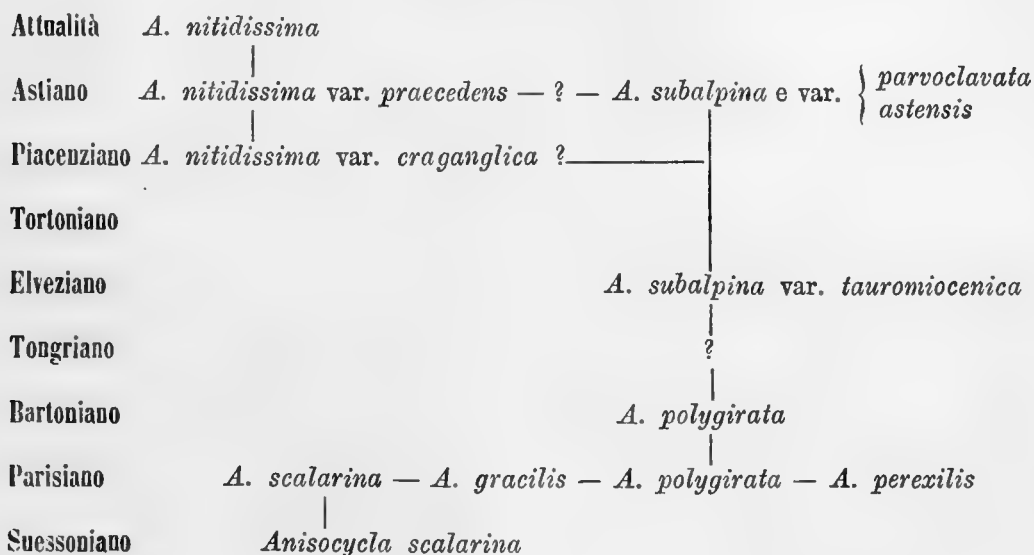 Attualità A. nitidissima
Astiano A. nitidissima var. praecedens — ? — A. subalpina e var. { parvoclavata
astensis
Piacenziano A. nitidissima var. craganglica ?
Tortoniano
Elveziano A. subalpina var. tauromiocenica
Tongriano ?
Bartoniano A. polygirata
Parisiano A. scalarina — A. gracilis — A. polygirata — A. perexilis
Suessoniano Anisocycla scalarina